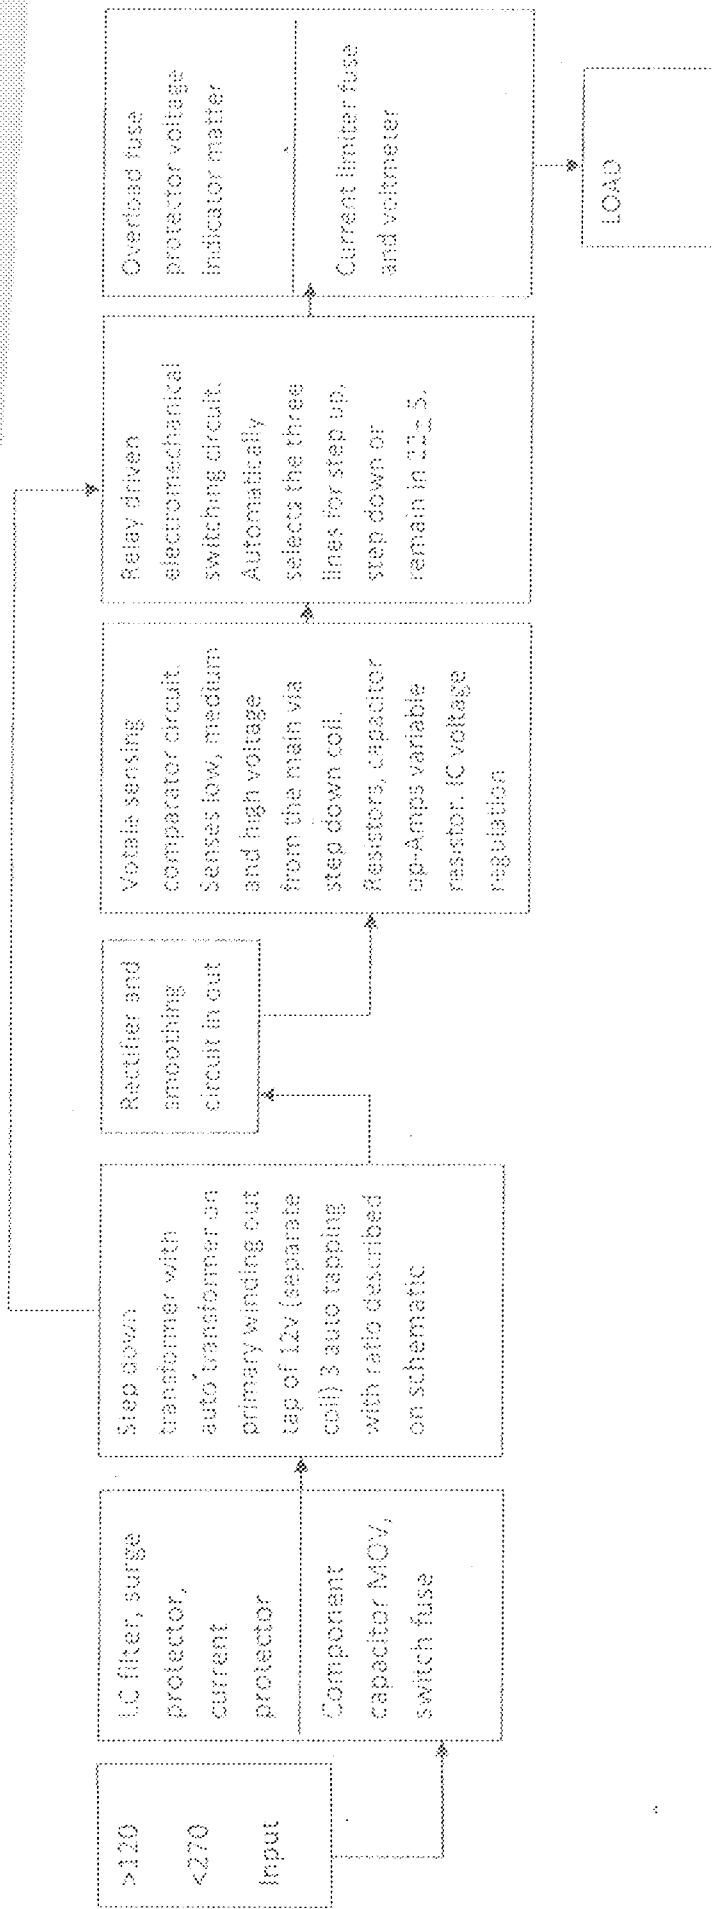 >120
<270
Input
LC filter, surge
protector,
current
protector
Component
capacitor MOV,
switch fuse
Step down
transformer with
auto transformer on
primary winding out
tap of 12v (separate
coil) 3 auto tapping
with ratio described
on schematic
Rectifier and
smoothing
circuit in out
Votale sensing
comparator circuit.
Senses low, medium
and high voltage
from the main via
step down coil.
Resistors, capacitor
op-Amps variable
resistor. IC voltage
regulation
Relay driven
electromechanical
switching circuit.
Automatically
selects the three
lines for step up,
step down or
remain in 22± 5.
Overload fuse
protector voltage
indicator matter
Current limiter fuse
and voltmeter
LOAD